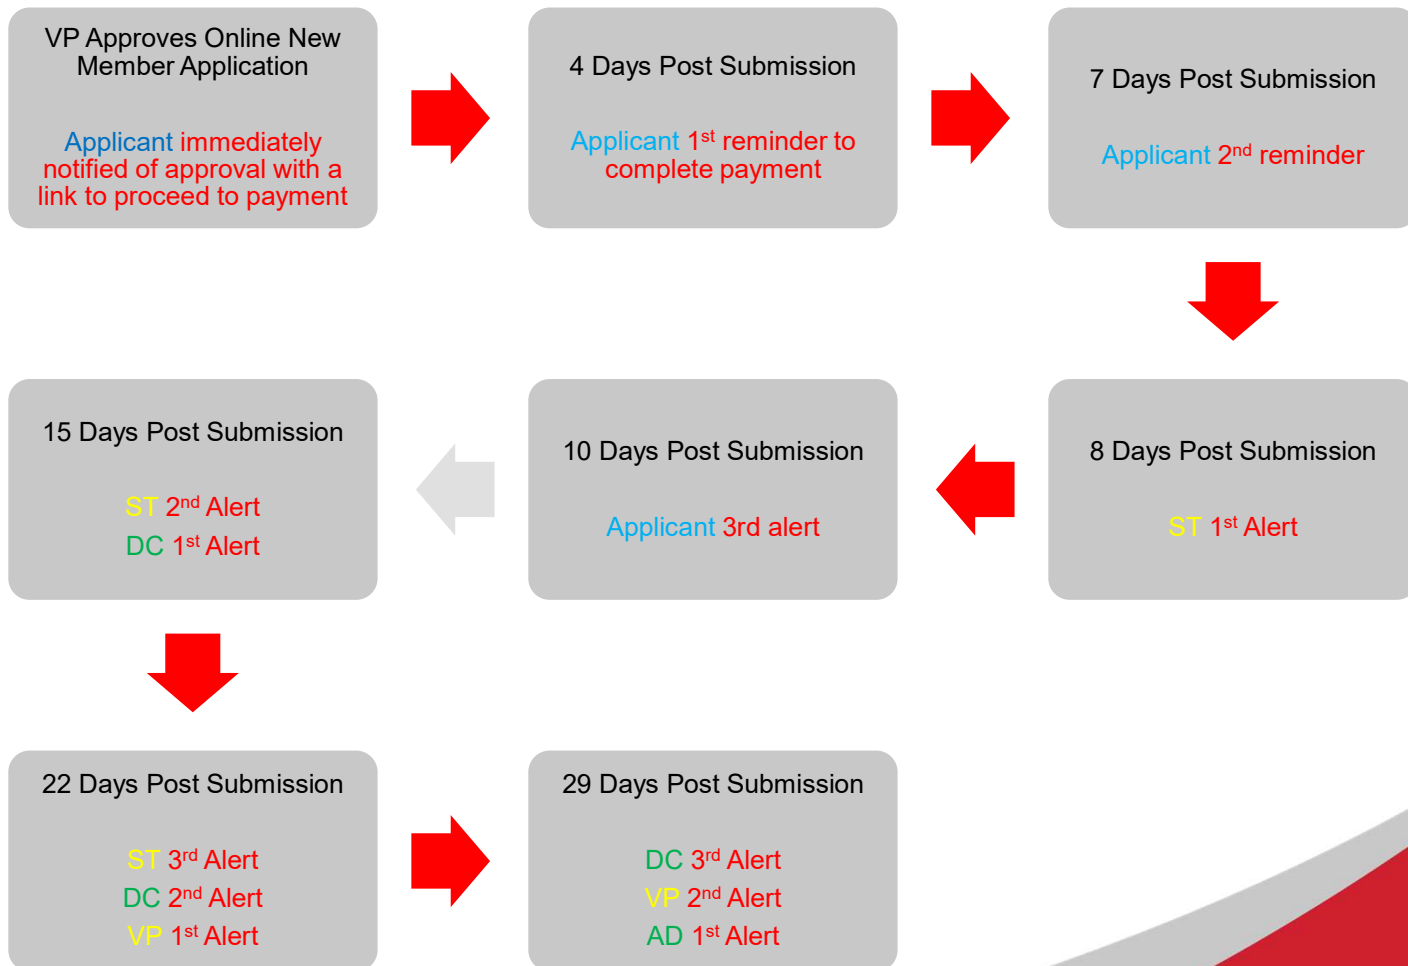 VP Approves Online New
Member Application
Applicant immediately
notified of approval with a
link to proceed to payment
4 Days Post Submission
Applicant 1st reminder to
complete payment
7 Days Post Submission
Applicant 2nd reminder
8 Days Post Submission
ST 1st Alert
10 Days Post Submission
Applicant 3rd alert
15 Days Post Submission
ST 2nd Alert
DC 1st Alert
22 Days Post Submission
ST 3rd Alert
DC 2nd Alert
VP 1st Alert
29 Days Post Submission
DC 3rd Alert
VP 2nd Alert
AD 1st Alert